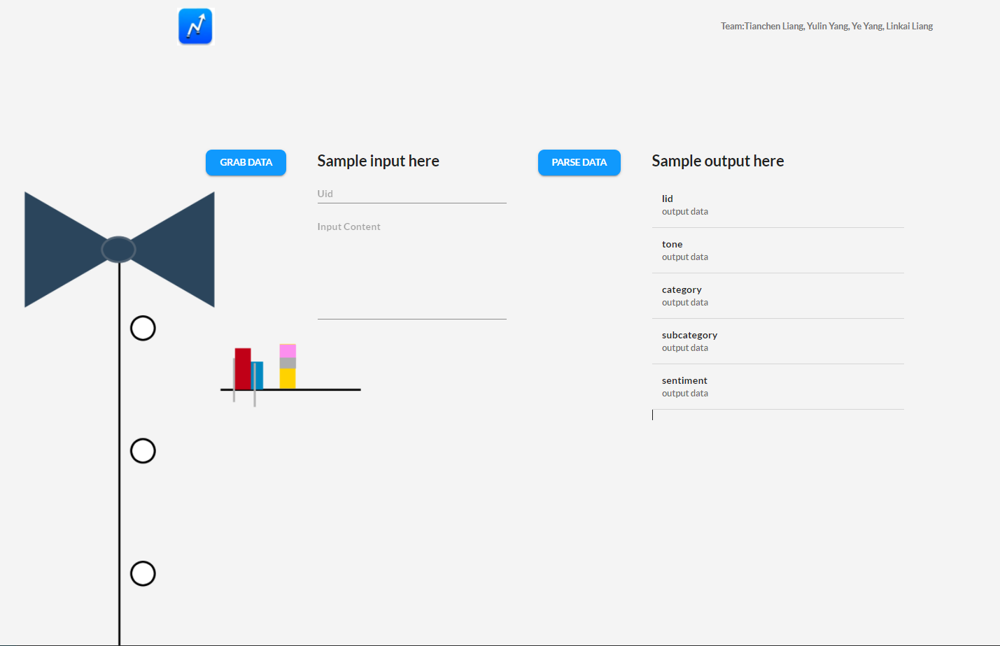 Team:Tianchen Liang, Yulin Yang, Ye Yang, Linkai Liang
GRAB DATA
Sample input here
Uid
Input Content
PARSE DATA
Sample output here
lid
output data
tone
output data
category
output data
subcategory
output data
sentiment
output data